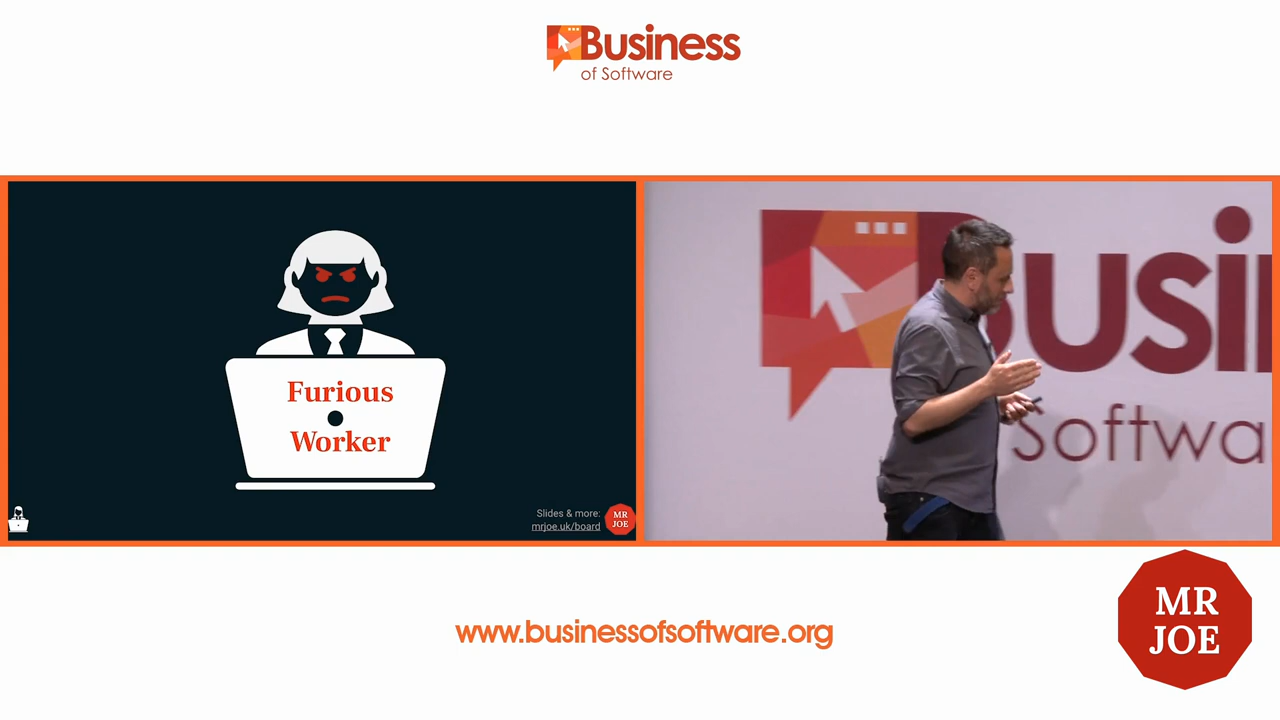 Business
of Software
Furious
Worker
Slides & more:
mrjoe.uk/board
MR
JOE
Busi
Softwa
www.businessofsoftware.org
MR
JOE